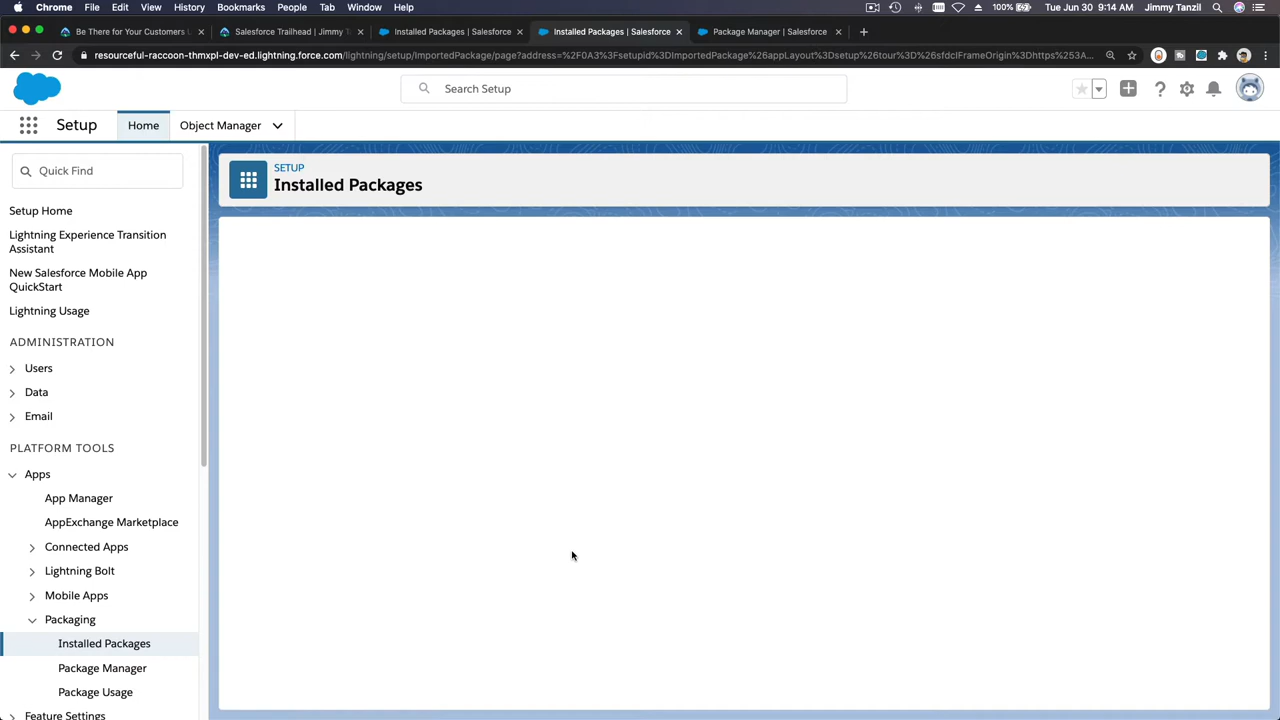 Chrome File Edit View History Bookmarks People Tab Window Help 100% Tue Jun 30 9:14 AM Jimmy Tanzil
Be There for Your Customers U Salesforce Trailhead | Jimmy T Installed Packages | Salesforce Installed Packages | Salesforce Package Manager | Salesforce
resourceful-raccoon-thmxpl-dev-ed.lightning.force.com/lightning/setup/ImportedPackage/page?address=%2F0A3%3Fsetupid%3DImportedPackage%26appLayout%3Dsetup%26tour%3D%26sfdcIFrameOrigin%3Dhttps%253A...
Search Setup
Setup Home Object Manager
Quick Find
SETUP
Installed Packages
Setup Home
Lightning Experience Transition
Assistant
New Salesforce Mobile App
QuickStart
Lightning Usage
ADMINISTRATION
Users
Data
Email
PLATFORM TOOLS
Apps
App Manager
AppExchange Marketplace
Connected Apps
Lightning Bolt
Mobile Apps
Packaging
Installed Packages
Package Manager
Package Usage
Feature Settings